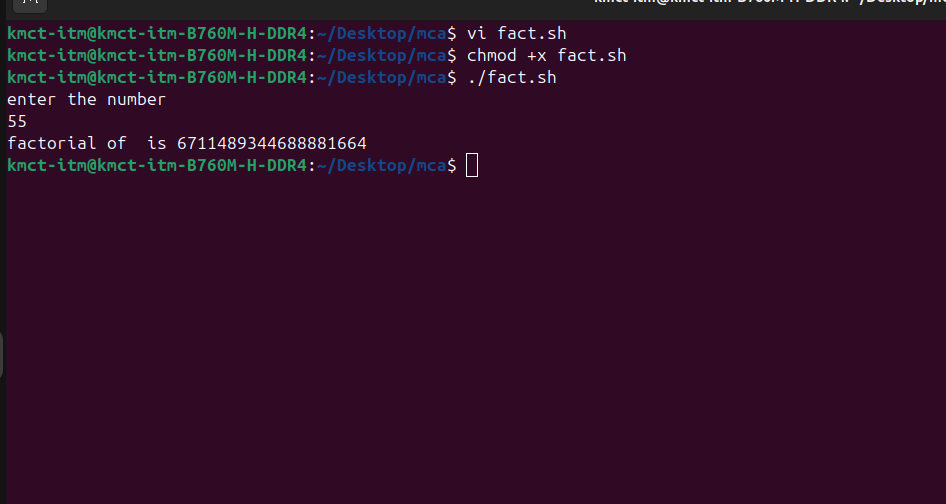 kmct-itm@kmct-itm-B760M-H-DDR4:~/Desktop/mca$ vi fact.sh
kmct-itm@kmct-itm-B760M-H-DDR4:~/Desktop/mca$ chmod +x fact.sh
kmct-itm@kmct-itm-B760M-H-DDR4:~/Desktop/mca$ ./fact.sh
enter the number
55
factorial of  is 6711489344688881664
kmct-itm@kmct-itm-B760M-H-DDR4:~/Desktop/mca$